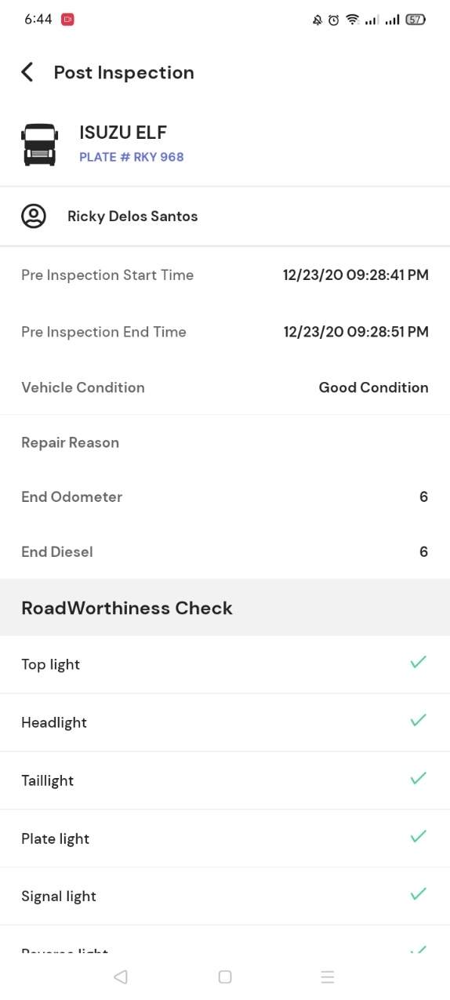 6:44
57
Post Inspection
ISUZU ELF
PLATE # RKY 968
Ricky Delos Santos
Pre Inspection Start Time 12/23/20 09:28:41 PM
Pre Inspection End Time 12/23/20 09:28:51 PM
Vehicle Condition Good Condition
Repair Reason
End Odometer 6
End Diesel 6
RoadWorthiness Check
Top light
Headlight
Taillight
Plate light
Signal light
Reverse light